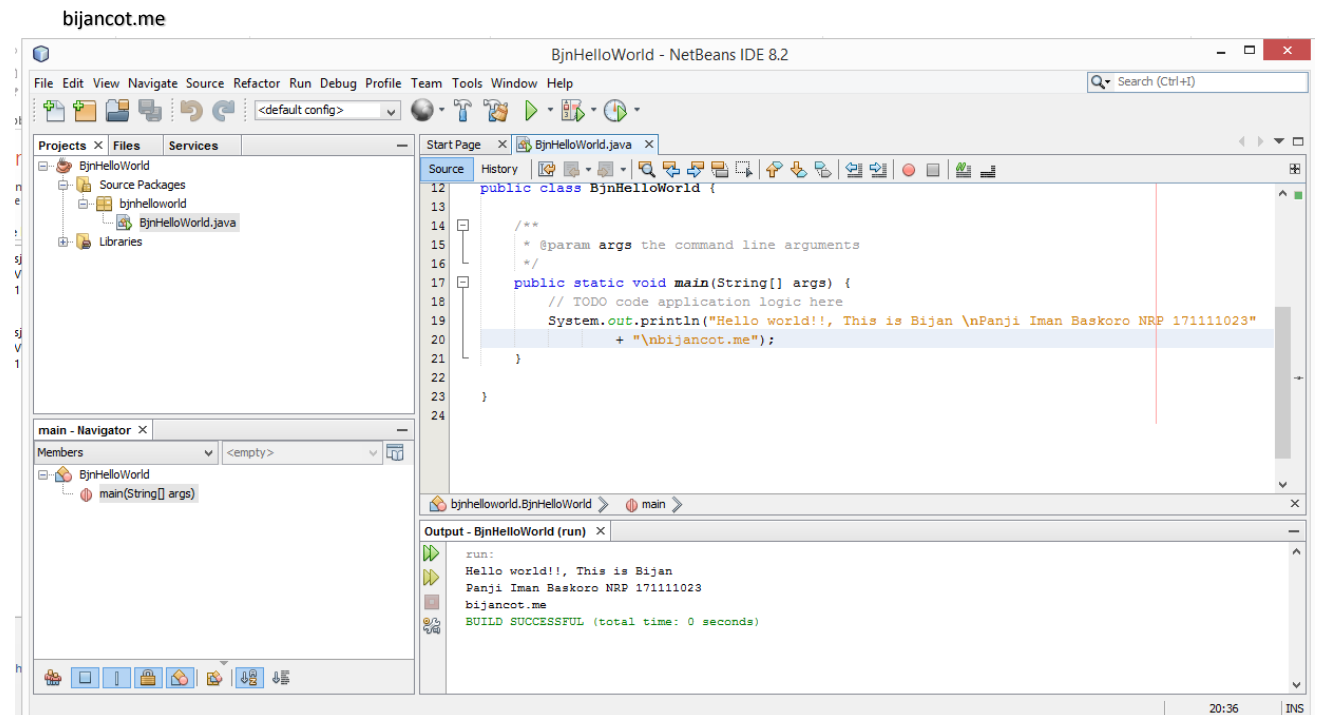 bijancot.me
BjnHelloWorld - NetBeans IDE 8.2
File Edit View Navigate Source Refactor Run Debug Profile Team Tools Window Help
Search (Ctrl+I)
<default config>
Projects Files Services
BjnHelloWorld
Source Packages
bjnhelloworld
BjnHelloWorld.java
Libraries
Start Page BjnHelloWorld.java
Source History
12 public class BjnHelloWorld {
13
14 /**
15 * @param args the command line arguments
16 */
17 public static void main(String[] args) {
18 // TODO code application logic here
19 System.out.println("Hello world!!, This is Bijan \nPanji Iman Baskoro NRP 171111023"
20 + "\nbijancot.me");
21 }
22
23 }
24
bjnhelloworld.BjnHelloWorld main
main - Navigator
Members <empty>
BjnHelloWorld
main(String[] args)
Output - BjnHelloWorld (run)
run:
Hello world!!, This is Bijan
Panji Iman Baskoro NRP 171111023
bijancot.me
BUILD SUCCESSFUL (total time: 0 seconds)
20:36 INS